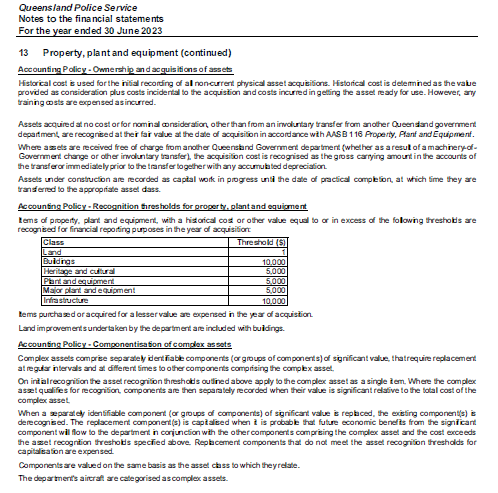 Queensland Police Service
Notes to the financial statements
For the year ended 30 June 2023
13 Property, plant and equipment (continued)
Accounting Policy - Ownership and acquisitions of assets
Historical cost is used for the initial recording of all non-current physical asset acquisitions. Historical cost is determined as the value
provided as consideration plus costs incidental to the acquisition and costs incurred in getting the asset ready for use. However, any
training costs are expensed as incurred.
Assets acquired at no cost or for nominal consideration, other than from an involuntary transfer from another Queensland government
department, are recognised at their fair value at the date of acquisition in accordance with AASB 116 Property, Plant and Equipment.
Where assets are received free of charge from another Queensland Government department (whether as a result of a machinery-of-
Government change or other involuntary transfer), the acquisition cost is recognised as the gross carrying amount in the accounts of
the transferor immediately prior to the transfer together with any accumulated depreciation.
Assets under construction are recorded as capital work in progress until the date of practical completion, at which time they are
transferred to the appropriate asset class.
Accounting Policy - Recognition thresholds for property, plant and equipment
Items of property, plant and equipment, with a historical cost or other value equal to or in excess of the following thresholds are
recognised for financial reporting purposes in the year of acquisition:
Class Threshold ($)
Land 1
Buildings 10,000
Heritage and cultural 5,000
Plant and equipment 5,000
Major plant and equipment 5,000
Infrastructure 10,000
Items purchased or acquired for a lesser value are expensed in the year of acquisition.
Land improvements undertaken by the department are included with buildings.
Accounting Policy - Componentisation of complex assets
Complex assets comprise separately identifiable components (or groups of components) of significant value, that require replacement
at regular intervals and at different times to other components comprising the complex asset.
On initial recognition the asset recognition thresholds outlined above apply to the complex asset as a single item. Where the complex
asset qualifies for recognition, components are then separately recorded when their value is significant relative to the total cost of the
complex asset.
When a separately identifiable component (or groups of components) of significant value is replaced, the existing component(s) is
derecognised. The replacement component(s) is capitalised when it is probable that future economic benefits from the significant
component will flow to the department in conjunction with the other components comprising the complex asset and the cost exceeds
the asset recognition thresholds specified above. Replacement components that do not meet the asset recognition thresholds for
capitalisation are expensed.
Components are valued on the same basis as the asset class to which they relate.
The department's aircraft are categorised as complex assets.